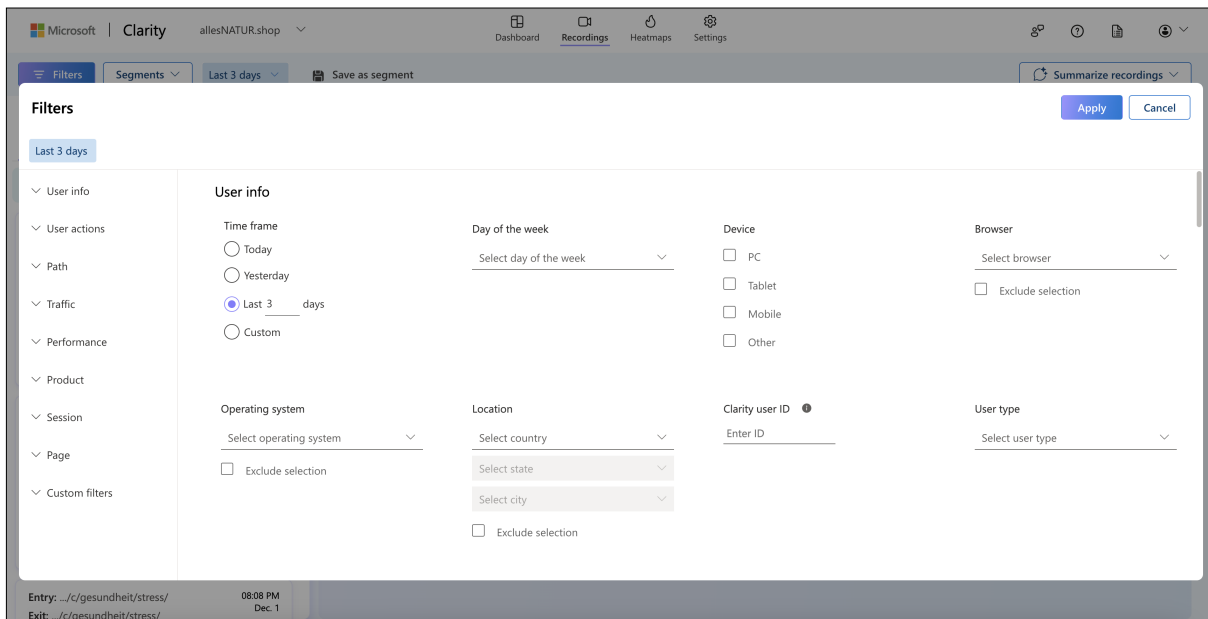 Microsoft | Clarity allesNATUR.shop Dashboard Recordings Heatmaps Settings
Filters Segments Last 3 days Save as segment Summarize recordings
Filters Apply Cancel
Last 3 days
User info
User actions
Path
Traffic
Performance
Product
Session
Page
Custom filters
User info
Time frame
Today
Yesterday
Last 3 days
Custom
Day of the week
Select day of the week
Device
PC
Tablet
Mobile
Other
Browser
Select browser
Exclude selection
Operating system
Select operating system
Exclude selection
Location
Select country
Select state
Select city
Exclude selection
Clarity user ID
Enter ID
User type
Select user type
Entry: .../c/gesundheit/stress/ 08:08 PM
Dec. 1
Exit: .../c/gesundheit/stress/